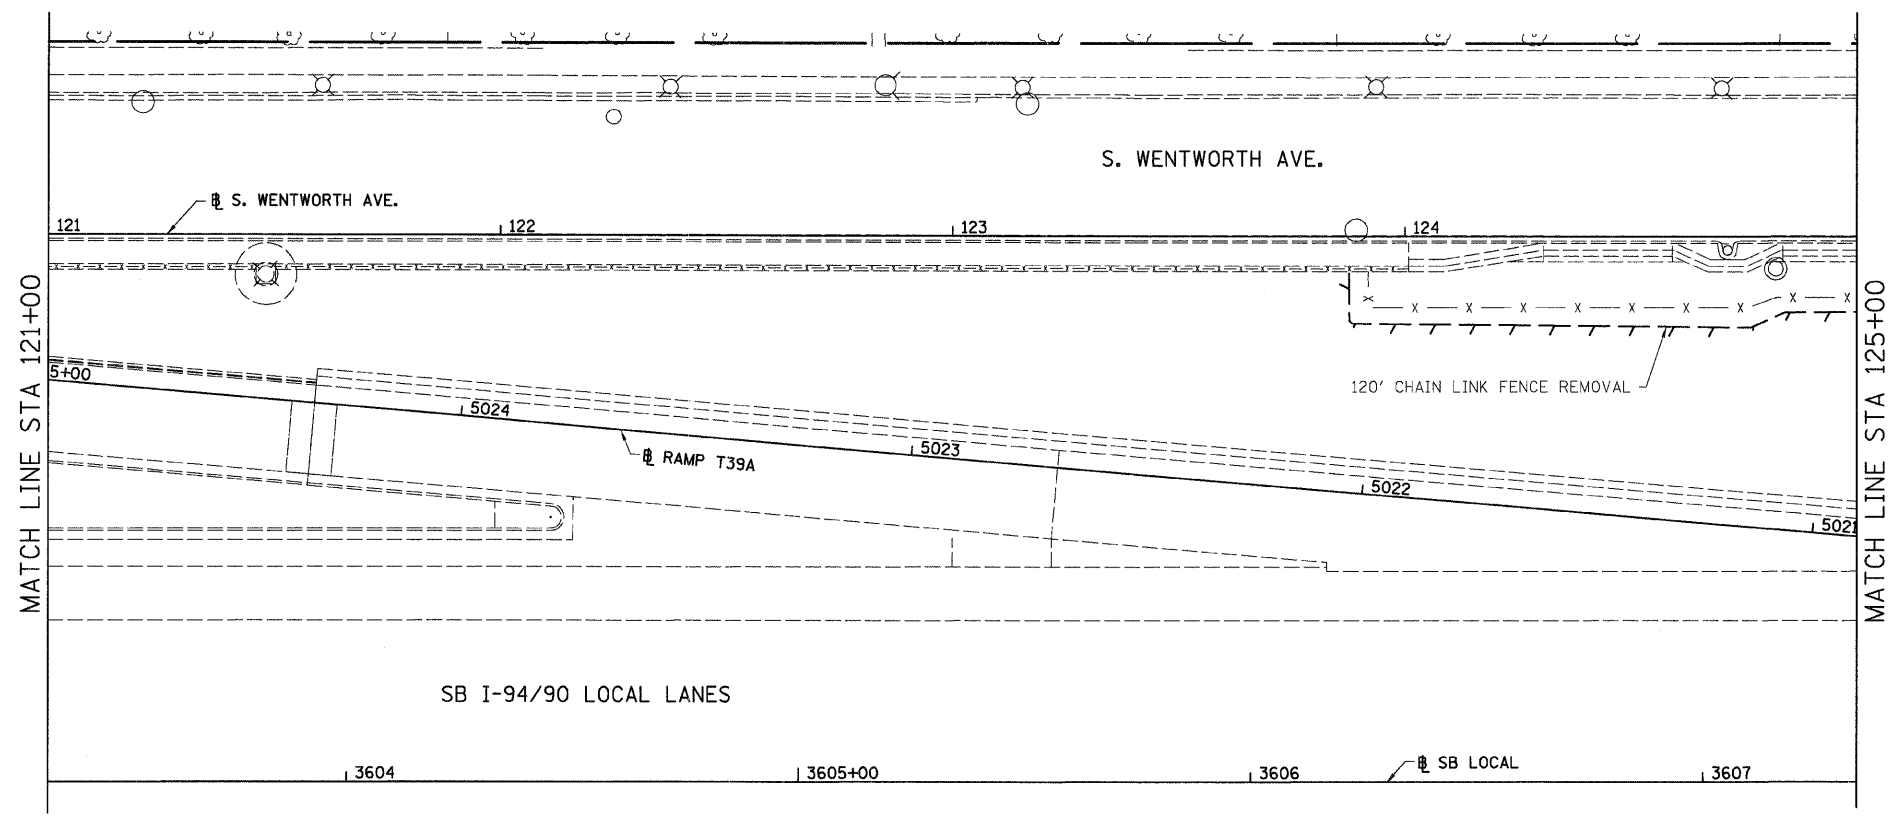 S. WENTWORTH AVE.
℄ S. WENTWORTH AVE.
121
122
123
124
MATCH LINE STA 121+00
MATCH LINE STA 125+00
120' CHAIN LINK FENCE REMOVAL
5+00
5024
5023
5022
5021
℄ RAMP T39A
SB I-94/90 LOCAL LANES
℄ SB LOCAL
3604
3605+00
3606
3607